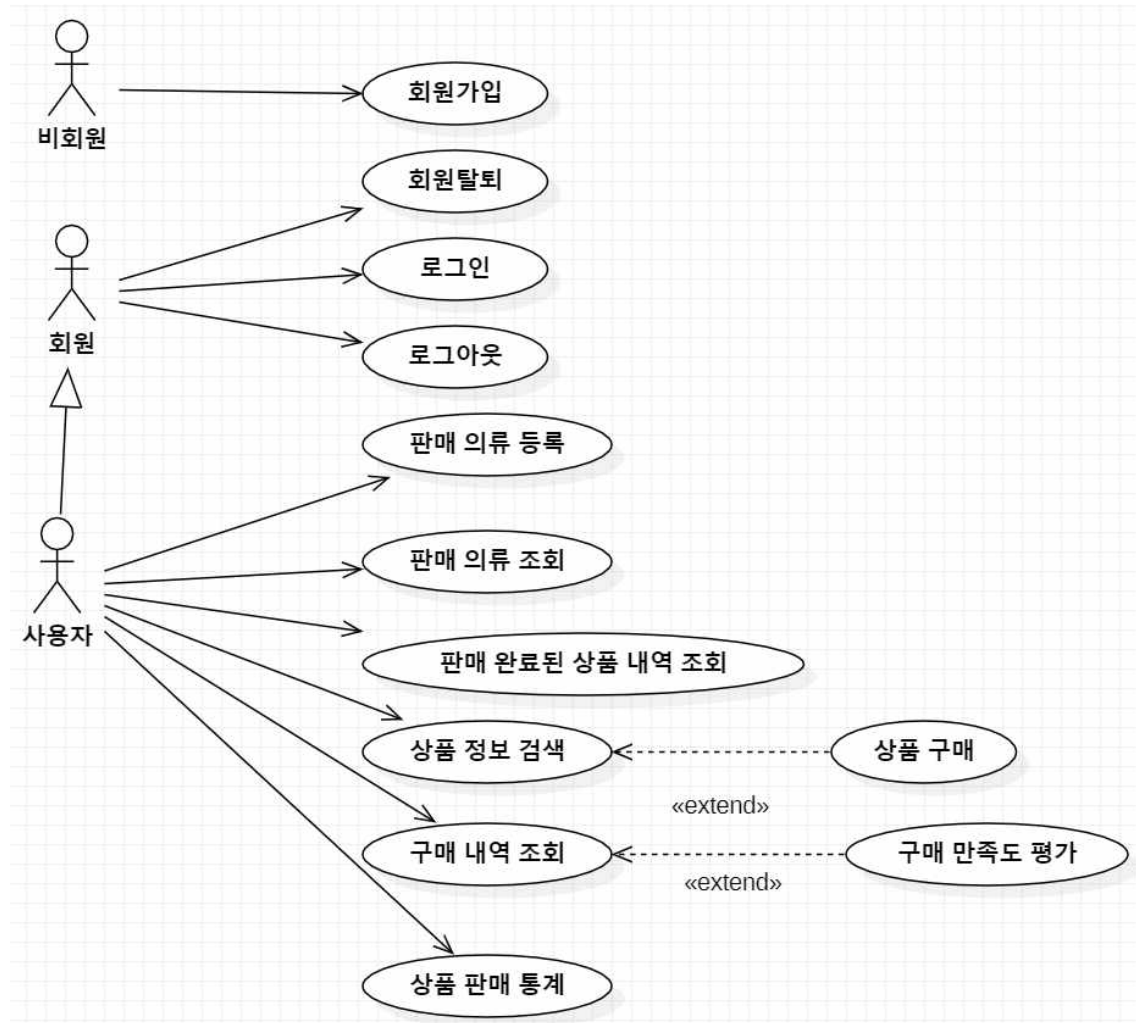 비회원
회원가입
회원탈퇴
로그인
회원
로그아웃
판매 의류 등록
판매 의류 조회
사용자
판매 완료된 상품 내역 조회
상품 정보 검색
상품 구매
«extend»
구매 내역 조회
구매 만족도 평가
«extend»
상품 판매 통계